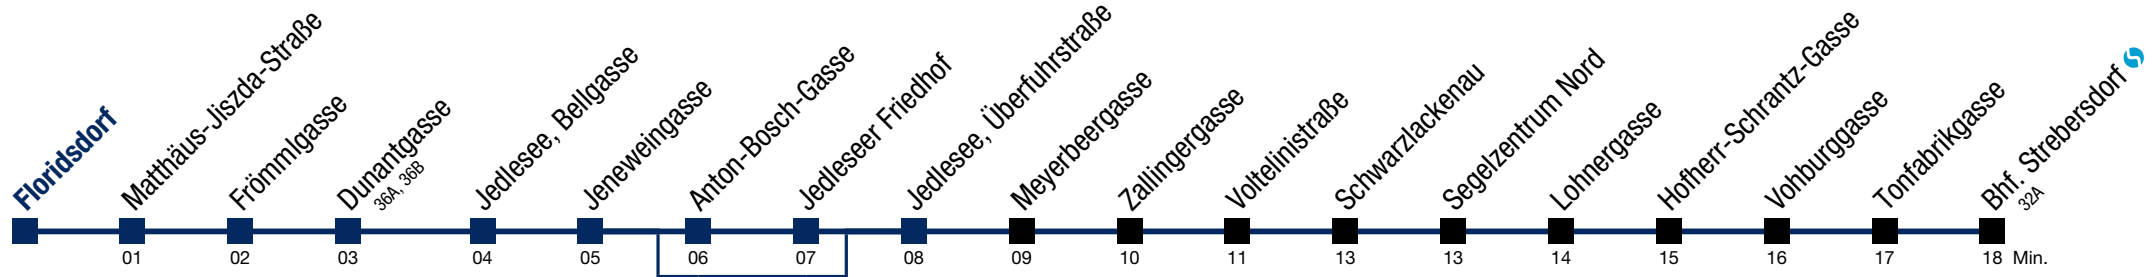 Floridsdorf
Matthäus-Jiszda-Straße
Frömmlgasse
Dunantgasse
36A, 36B
Jedlesee, Bellgasse
Jeneweingasse
Anton-Bosch-Gasse
Jedleseer Friedhof
Jedlesee, Überfuhrstraße
Meyerbeergasse
Zallingergasse
Voltelinistraße
Schwarzlackenau
Segelzentrum Nord
Lohnergasse
Hofherr-Schrantz-Gasse
Vohburggasse
Tonfabrikgasse
Bhf. Strebersdorf
32A
01 02 03 04 05 06 07 08 09 10 11 13 13 14 15 16 17 18 Min.